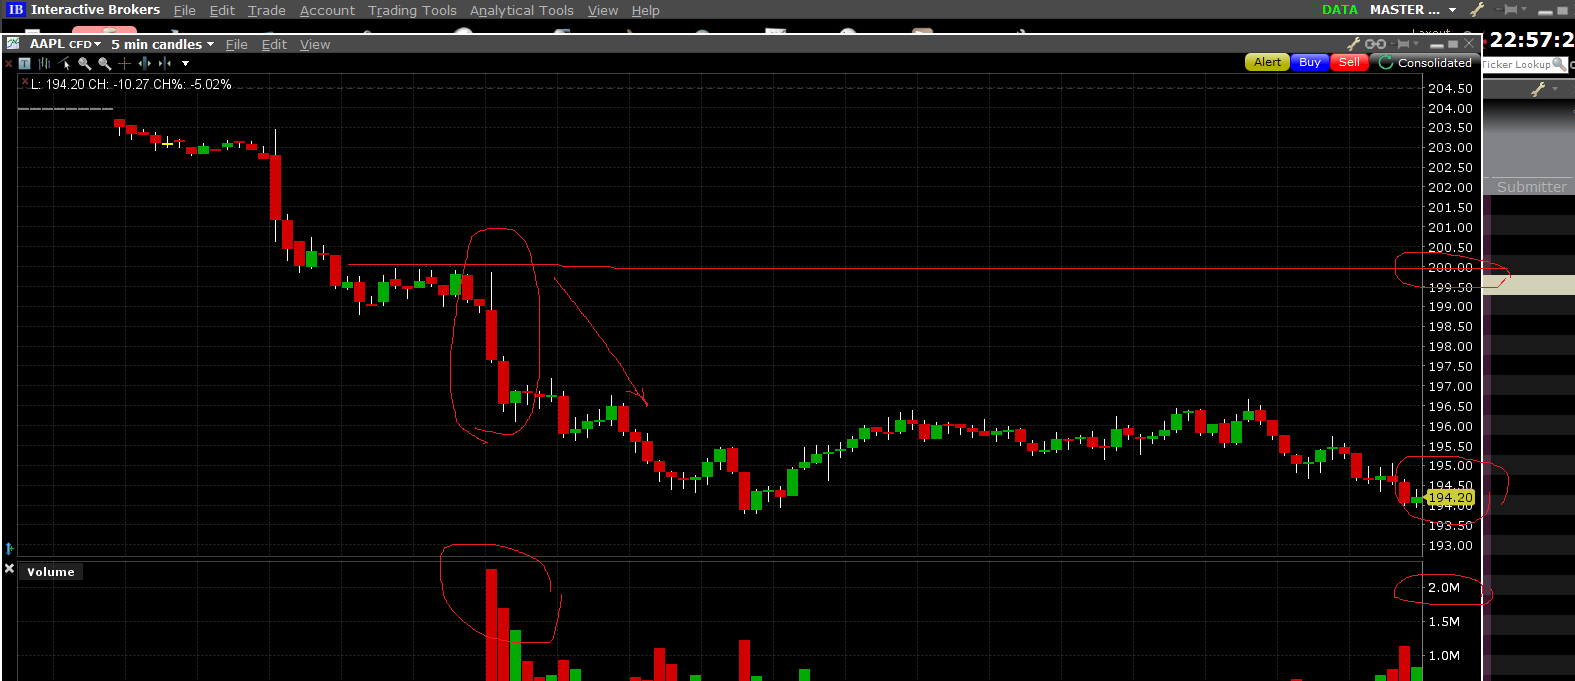 IB Interactive Brokers File Edit Trade Account Trading Tools Analytical Tools View Help DATA MASTER ...
AAPL CFD 5 min candles File Edit View
22:57:2
Alert Buy Sell Consolidated
Ticker Lookup
L: 194.20 CH: -10.27 CH%: -5.02%
204.50
204.00
203.50
203.00
202.50
202.00
Submitter
201.50
201.00
200.50
200.00
199.50
199.00
198.50
198.00
197.50
197.00
196.50
196.00
195.50
195.00
194.50
194.20
194.00
193.50
193.00
Volume
2.0M
1.5M
1.0M